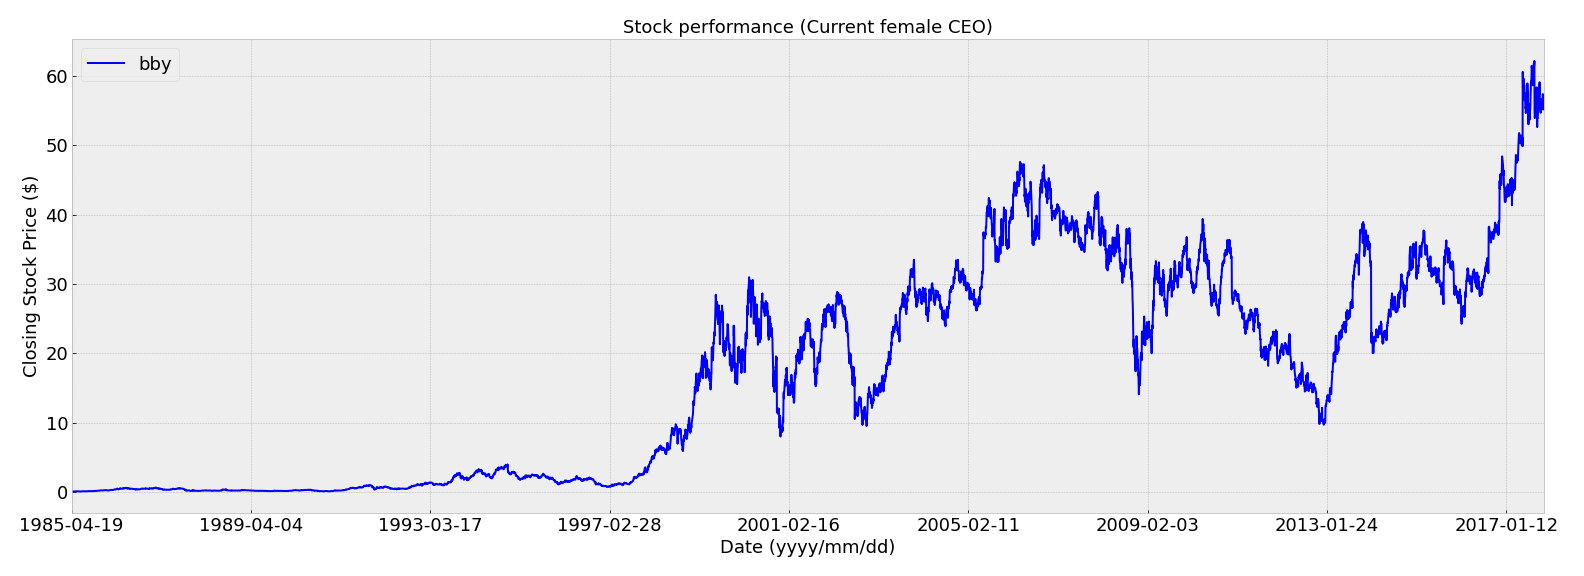 Stock performance (Current female CEO)
bby
Closing Stock Price ($)
60
50
40
30
20
10
0
1985-04-19 1989-04-04 1993-03-17 1997-02-28 2001-02-16 2005-02-11 2009-02-03 2013-01-24 2017-01-12
Date (yyyy/mm/dd)